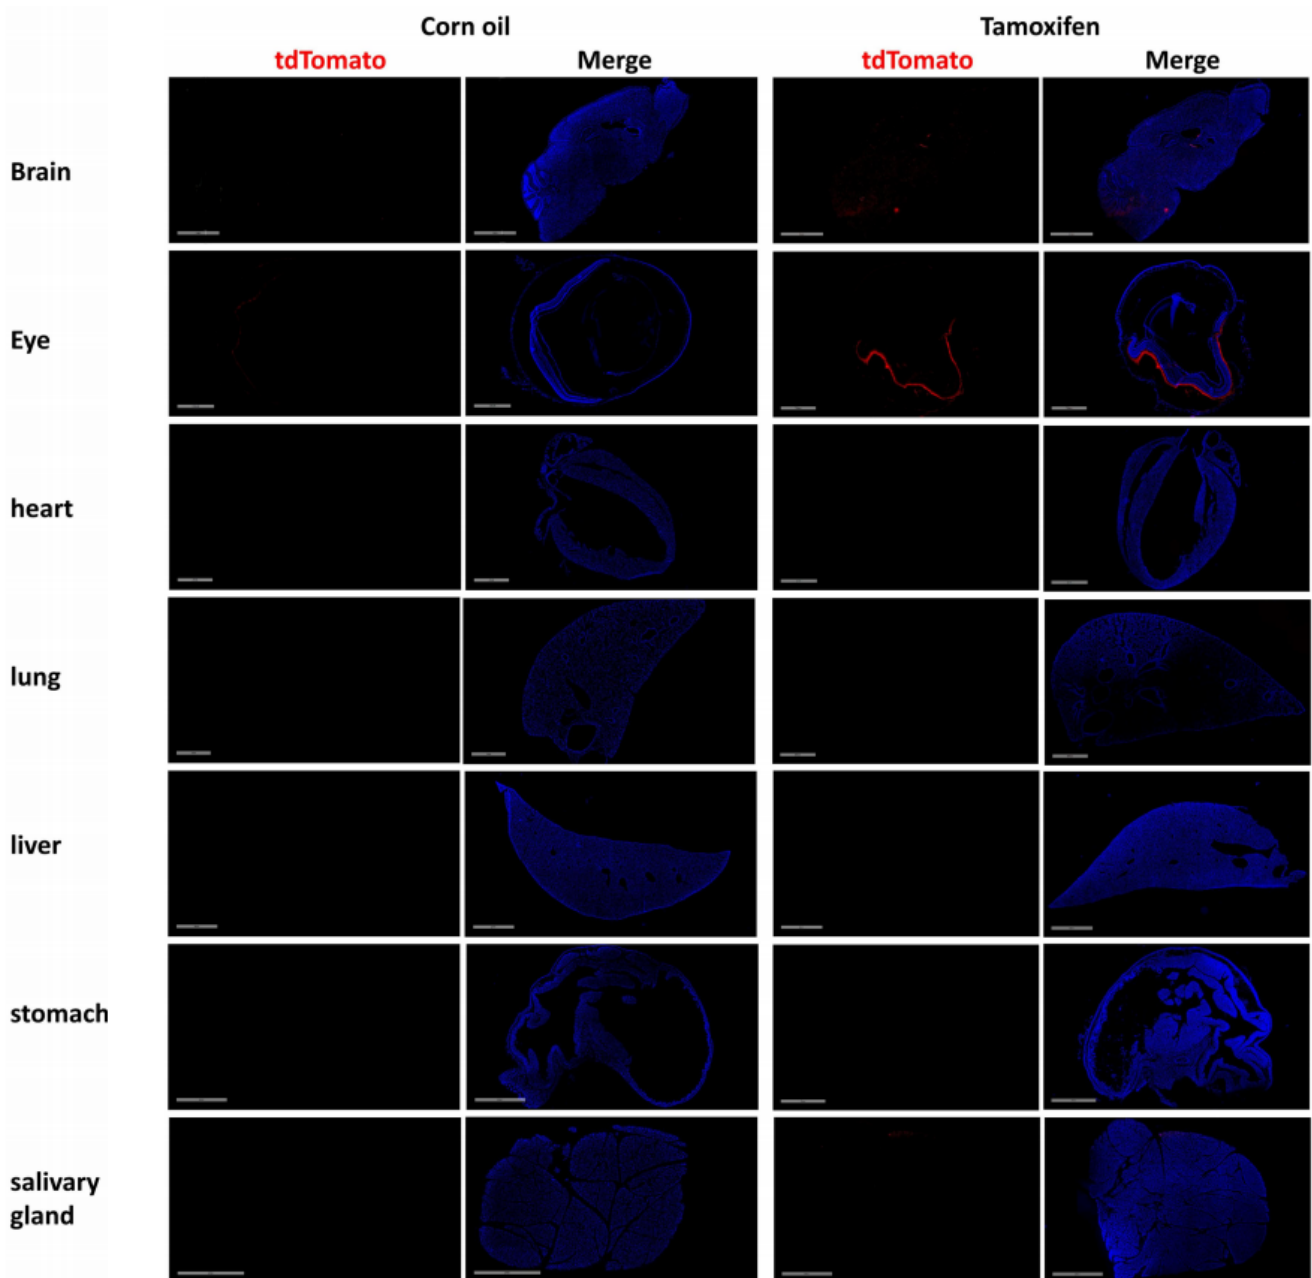 Corn oil Tamoxifen
tdTomato Merge tdTomato Merge
Brain
Eye
heart
lung
liver
stomach
salivary
gland